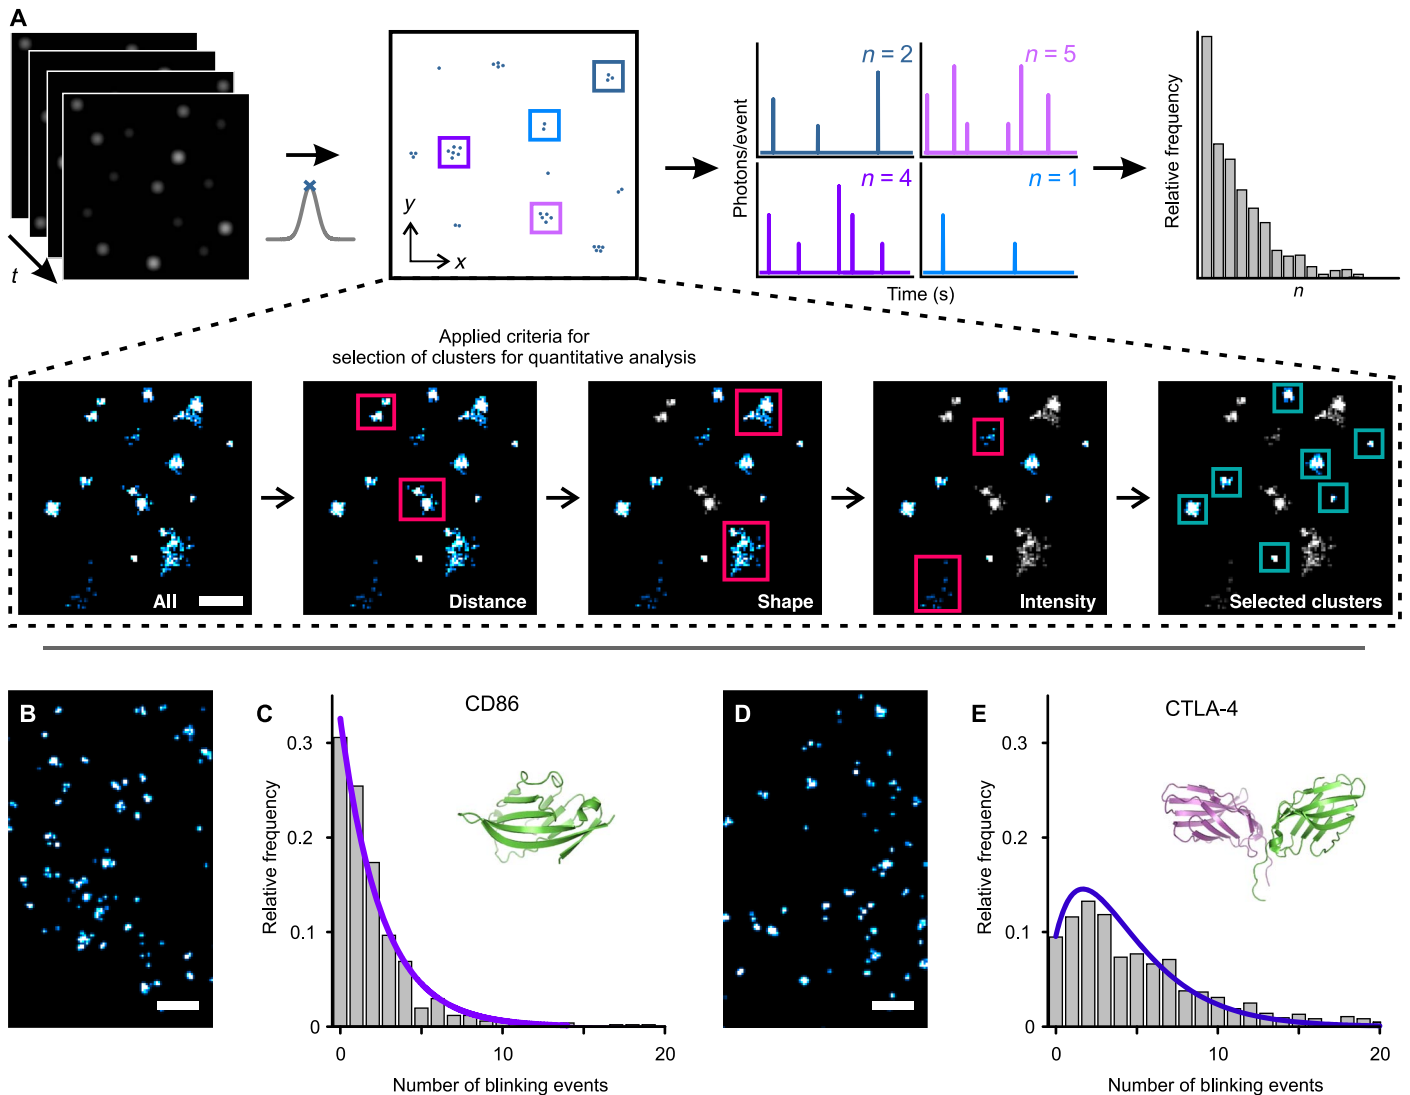 A
t
y
x
Photons/event
n = 2
n = 5
n = 4
n = 1
Time (s)
Relative frequency
n
Applied criteria for
selection of clusters for quantitative analysis
All
Distance
Shape
Intensity
Selected clusters
B
C
CD86
Relative frequency
0.3
0.2
0.1
0
0
10
20
Number of blinking events
D
E
CTLA-4
Relative frequency
0.3
0.2
0.1
0
0
10
20
Number of blinking events